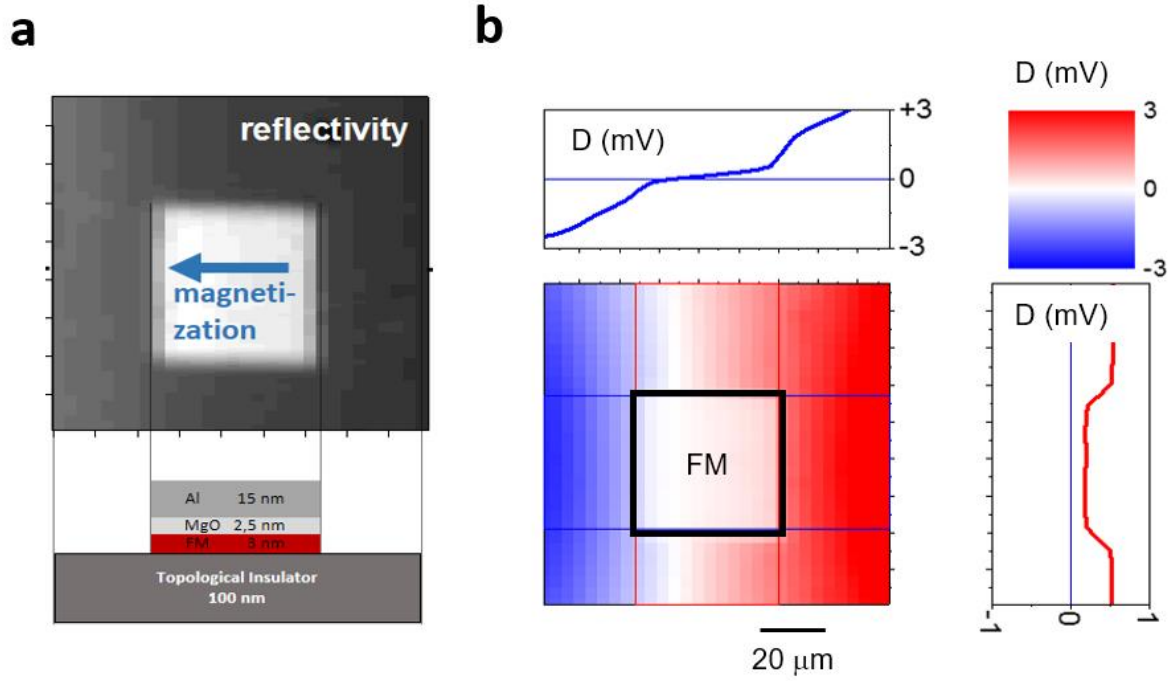 a
reflectivity
magneti-
zation
Al 15 nm
MgO 2,5 nm
FM 8 nm
Topological Insulator
100 nm
b
D (mV)
+3
0
-3
D (mV)
3
0
-3
FM
20 μm
D (mV)
-1
0
1